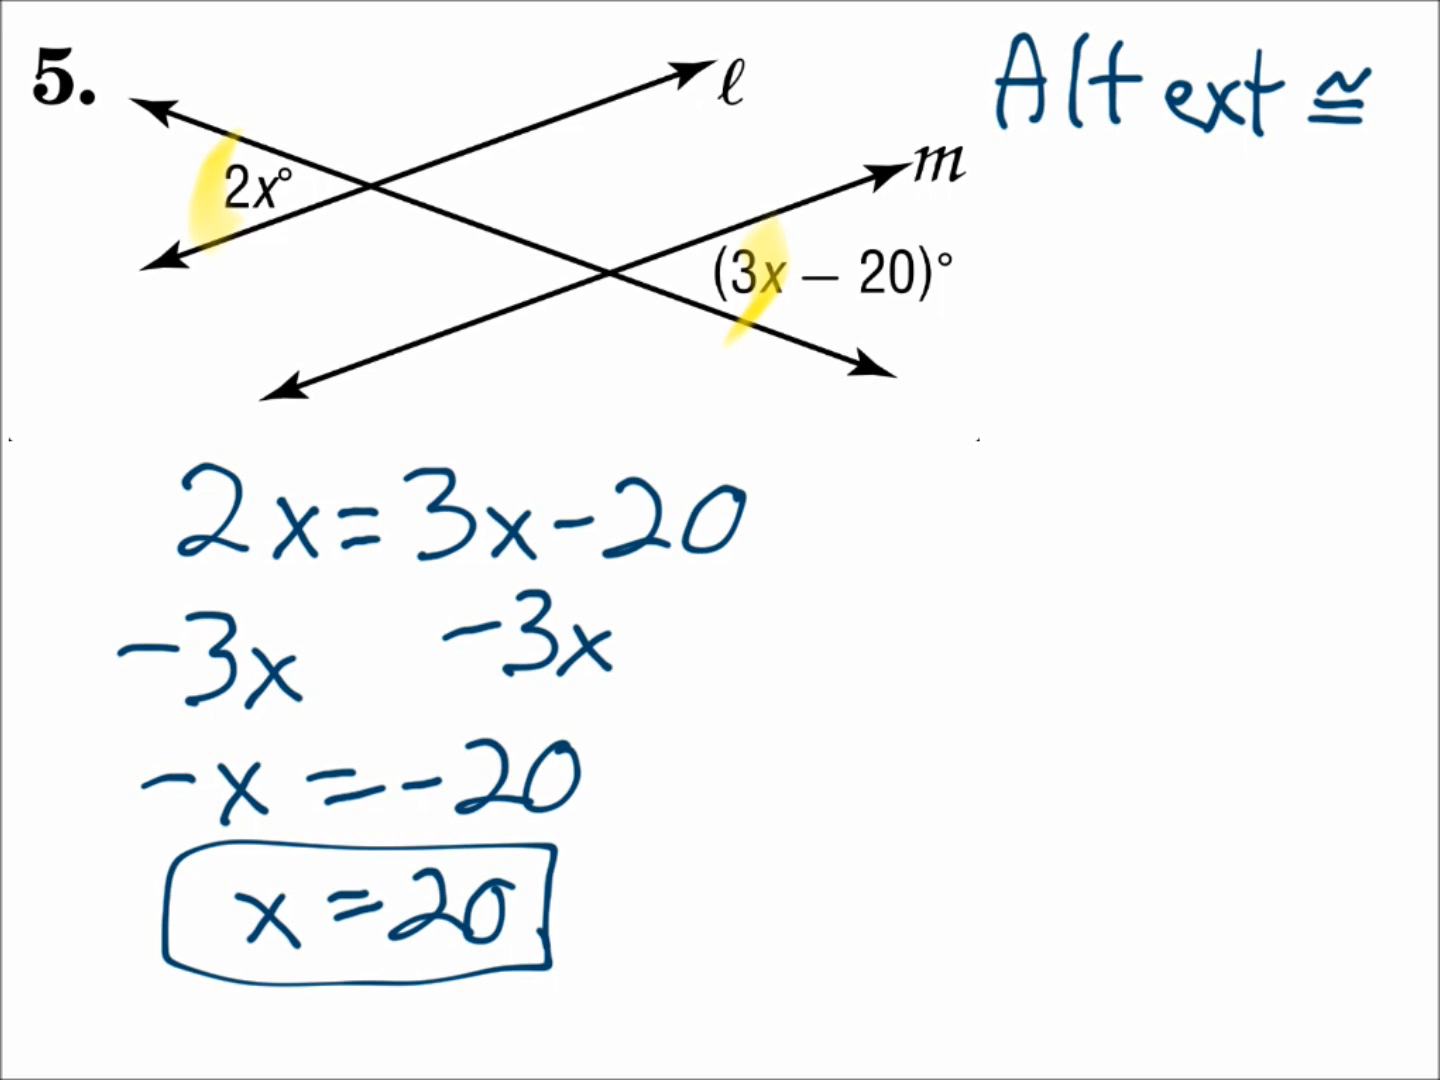 5.
ℓ
Alt ext ≅
m
2x°
(3x – 20)°
2x=3x-20
-3x -3x
-x=-20
x=20